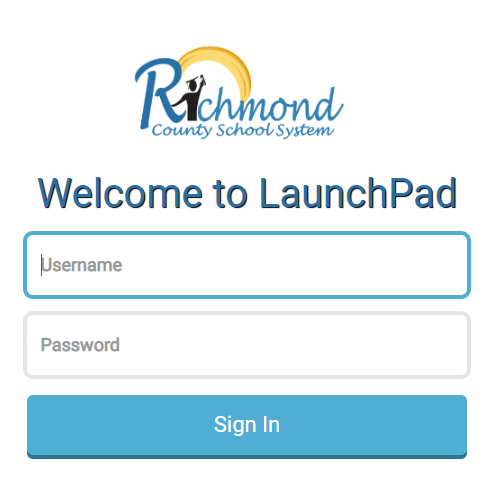 Richmond
County School System
Welcome to LaunchPad
Username
Password
Sign In